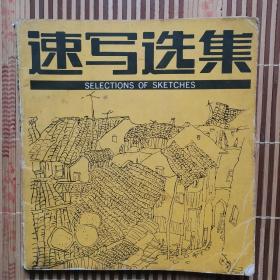 速写选集
SELECTIONS OF SKETCHES